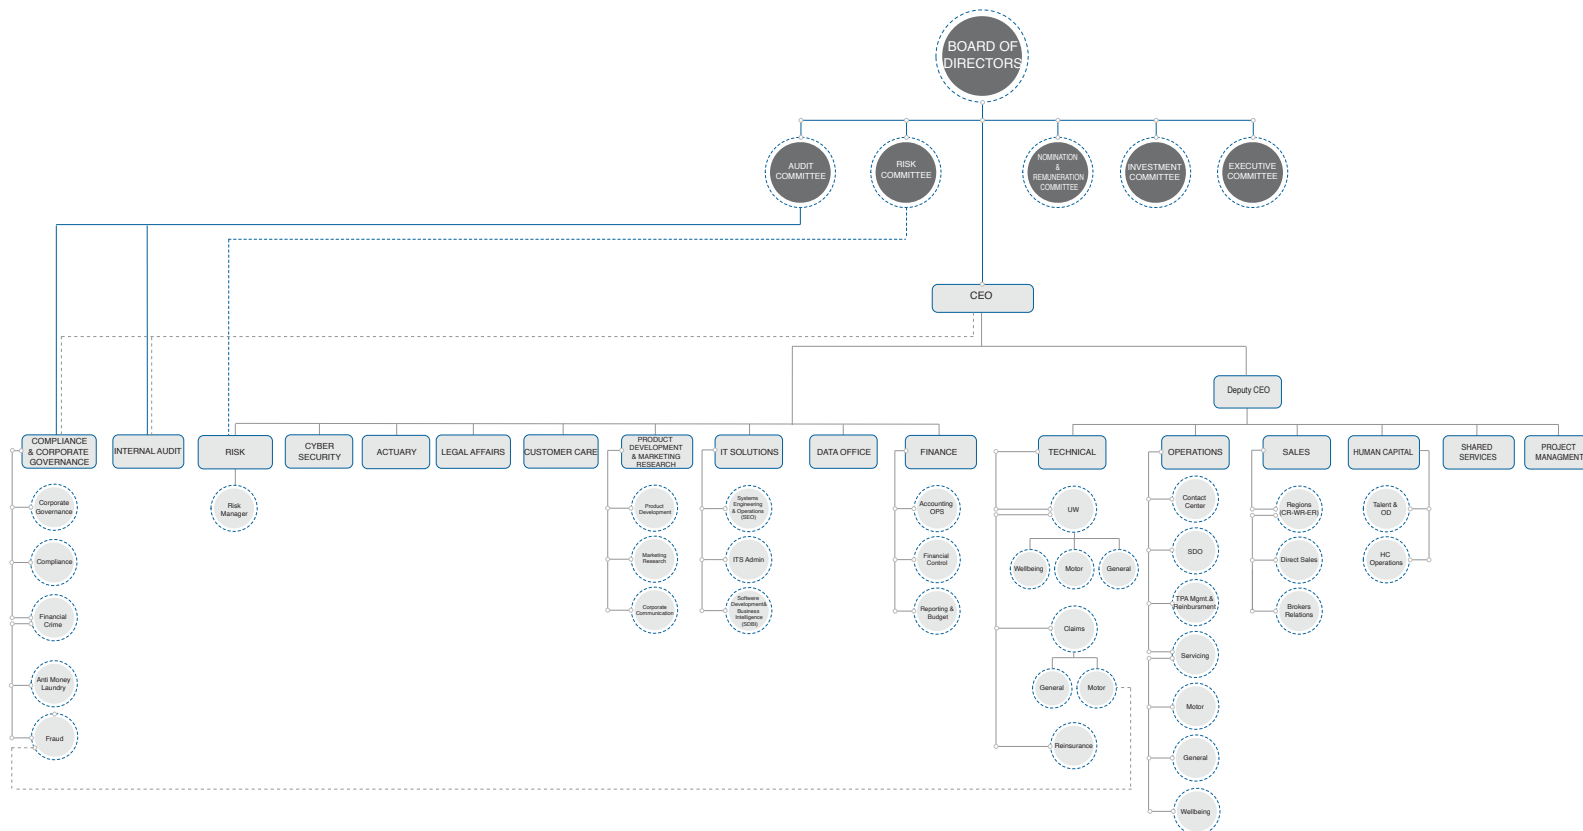 BOARD OF
DIRECTORS
AUDIT
COMMITTEE
RISK
COMMITTEE
NOMINATION
&
REMUNERATION
COMMITTEE
INVESTMENT
COMMITTEE
EXECUTIVE
COMMITTEE
CEO
Deputy CEO
COMPLIANCE
& CORPORATE
GOVERNANCE
INTERNAL AUDIT
RISK
CYBER
SECURITY
ACTUARY
LEGAL AFFAIRS
CUSTOMER CARE
PRODUCT
DEVELOPMENT
& MARKETING
RESEARCH
IT SOLUTIONS
DATA OFFICE
FINANCE
TECHNICAL
OPERATIONS
SALES
HUMAN CAPITAL
SHARED
SERVICES
PROJECT
MANAGMENT
Corporate
Governance
Compliance
Financial
Crime
Anti Money
Laundry
Fraud
Risk
Manager
Product
Development
Marketing
Research
Corporate
Communication
Systems
Engineering
& Operations
(SEO)
ITS Admin
Software
Development&
Business
Intelligence
(SDBI)
Accounting
OPS
Financial
Control
Reporting &
Budget
UW
Wellbeing
Motor
General
Claims
General
Motor
Reinsurance
Contact
Center
SDO
TPA Mgmt.&
Reinbursment
Servicing
Motor
General
Wellbeing
Regions
(CR-WR-ER)
Direct Sales
Brokers
Relations
Talent &
OD
HC
Operations